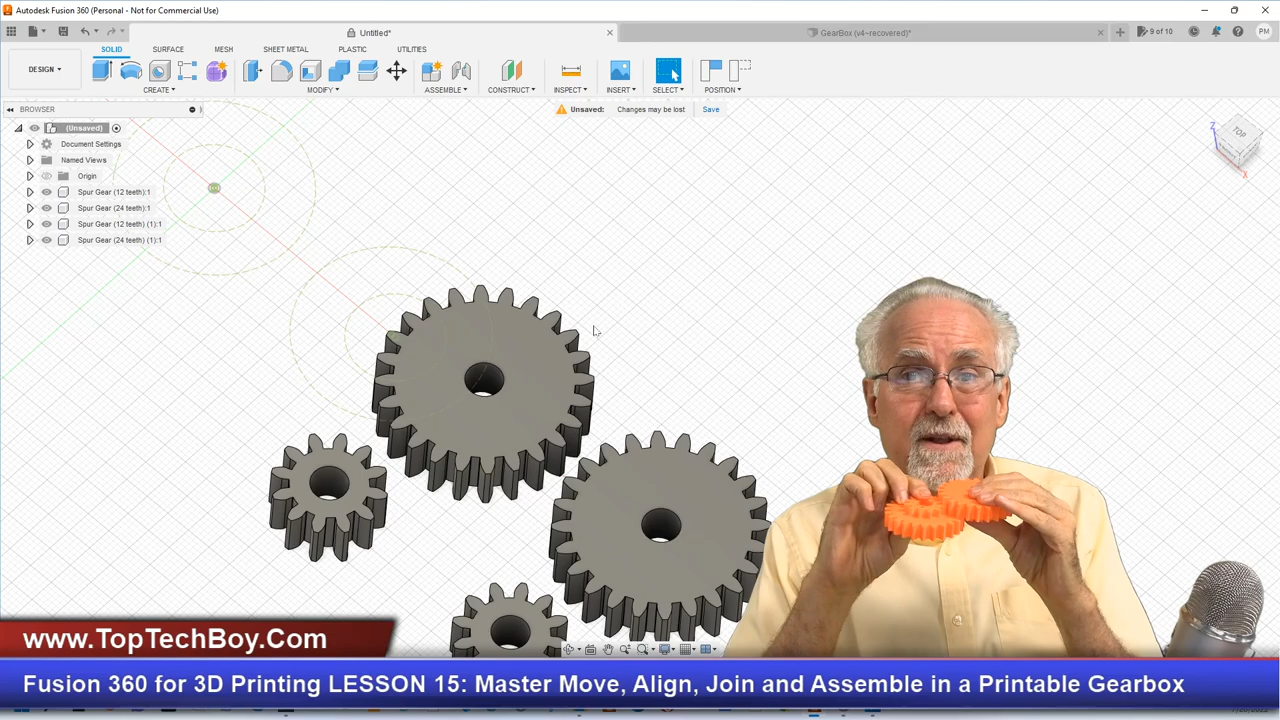 Autodesk Fusion 360 (Personal - Not for Commercial Use)
Untitled*
GearBox (v4~recovered)*
9 of 10
PM
SOLID
SURFACE
MESH
SHEET METAL
PLASTIC
UTILITIES
DESIGN
CREATE
MODIFY
ASSEMBLE
CONSTRUCT
INSPECT
INSERT
SELECT
POSITION
BROWSER
Unsaved: Changes may be lost Save
(Unsaved)
Document Settings
Named Views
Origin
Spur Gear (12 teeth):1
Spur Gear (24 teeth):1
Spur Gear (12 teeth) (1):1
Spur Gear (24 teeth) (1):1
Z
TOP
X
www.TopTechBoy.Com
Fusion 360 for 3D Printing LESSON 15: Master Move, Align, Join and Assemble in a Printable Gearbox